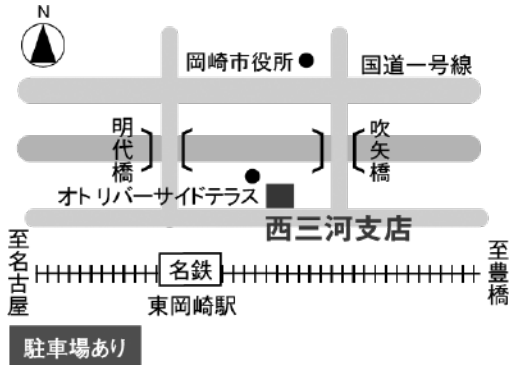 N
岡崎市役所
国道一号線
明代橋
吹矢橋
オト リバーサイドテラス
西三河支店
至名古屋
名鉄
東岡崎駅
至豊橋
駐車場あり